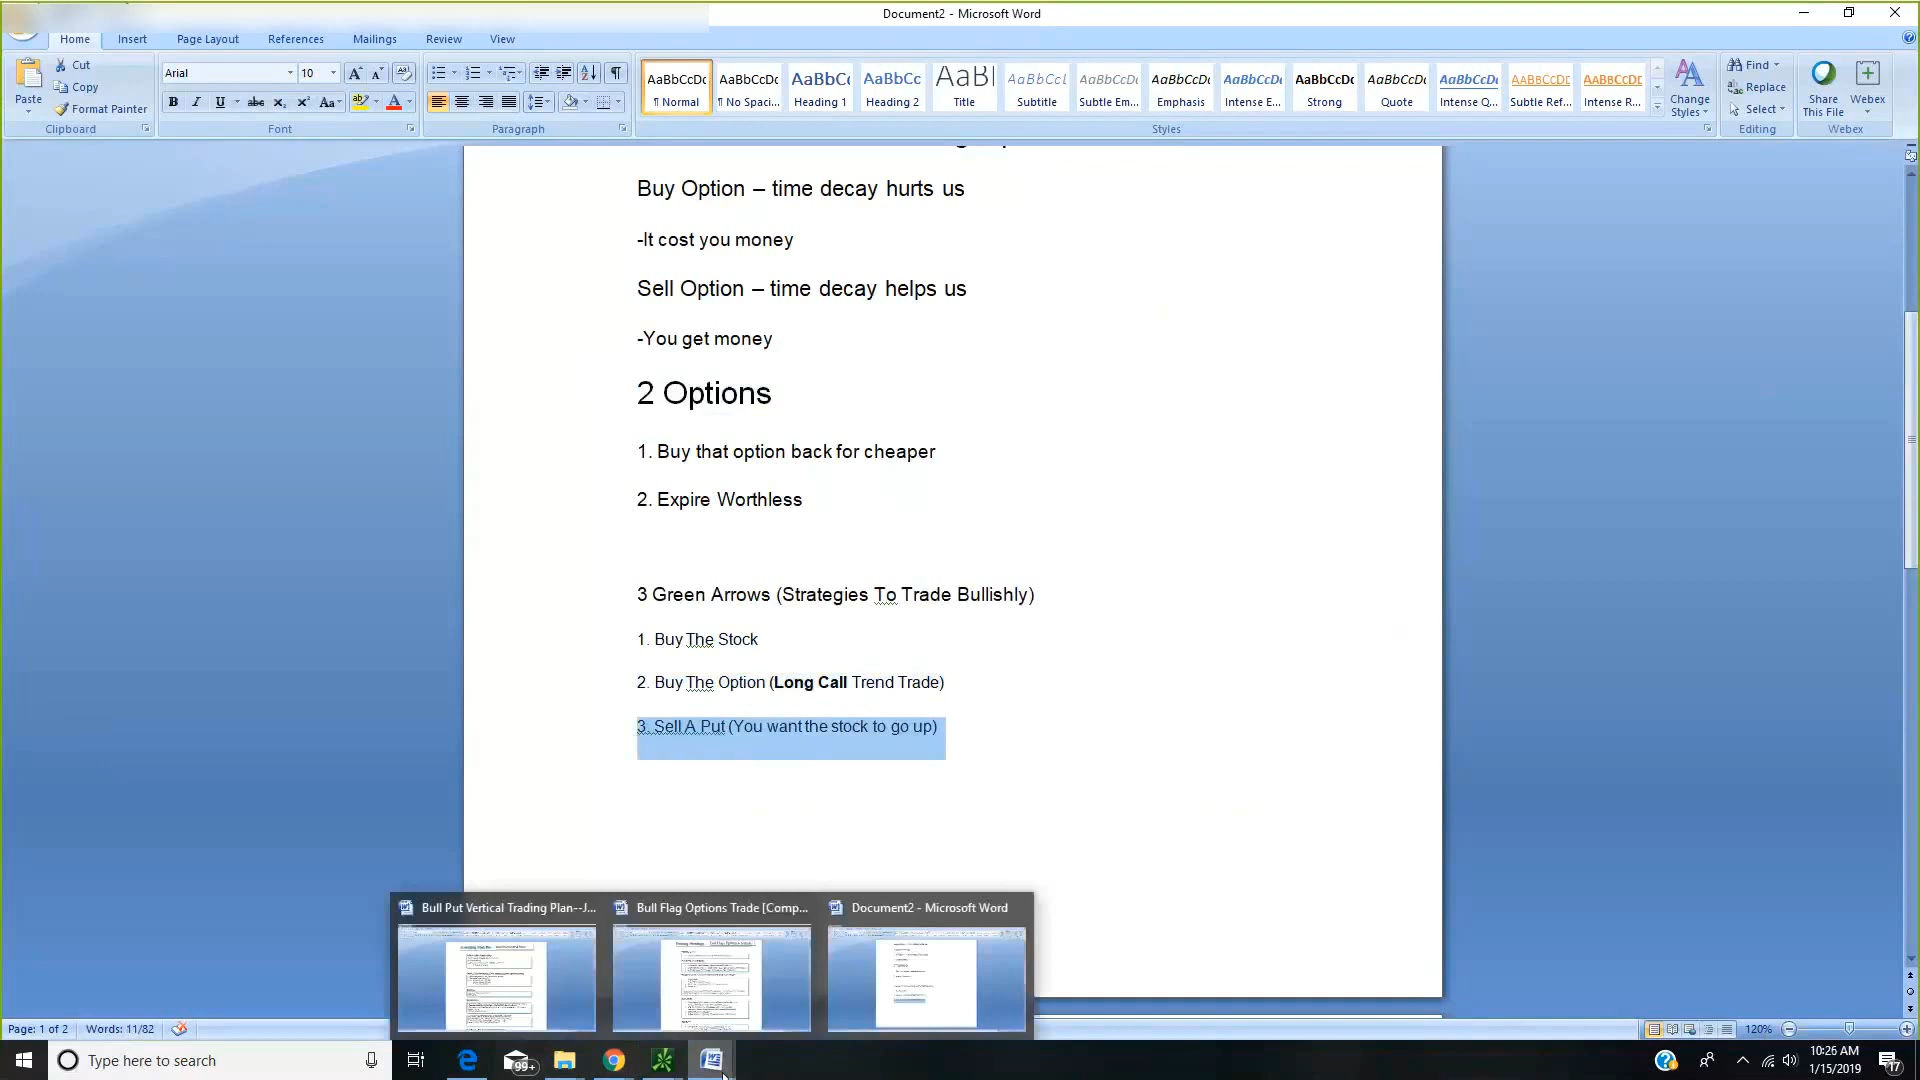 Document2 - Microsoft Word
Home Insert Page Layout References Mailings Review View
Paste
Cut
Copy
Format Painter
Clipboard
Arial 10
Font
Paragraph
AaBbCcDc AaBbCcDc AaBbC AaBbCc AaBl AaBbCcL AaBbCcDc AaBbCcDc AaBbCcDc AaBbCcDc AaBbCcDc AaBbCcDc AABBCCDC AABBCCDI
¶ Normal ¶ No Spaci... Heading 1 Heading 2 Title Subtitle Subtle Em... Emphasis Intense E... Strong Quote Intense Q... Subtle Ref... Intense R...
Styles
Change Styles
Find
Replace
Select
Editing
Share This File
Webex
Webex
Buy Option – time decay hurts us
-It cost you money
Sell Option – time decay helps us
-You get money
2 Options
1. Buy that option back for cheaper
2. Expire Worthless
3 Green Arrows (Strategies To Trade Bullishly)
1. Buy The Stock
2. Buy The Option (Long Call Trend Trade)
3. Sell A Put (You want the stock to go up)
Bull Put Vertical Trading Plan--J... Bull Flag Options Trade [Comp... Document2 - Microsoft Word
Page: 1 of 2 Words: 11/82 120%
Type here to search
99+
10:26 AM
1/15/2019
17